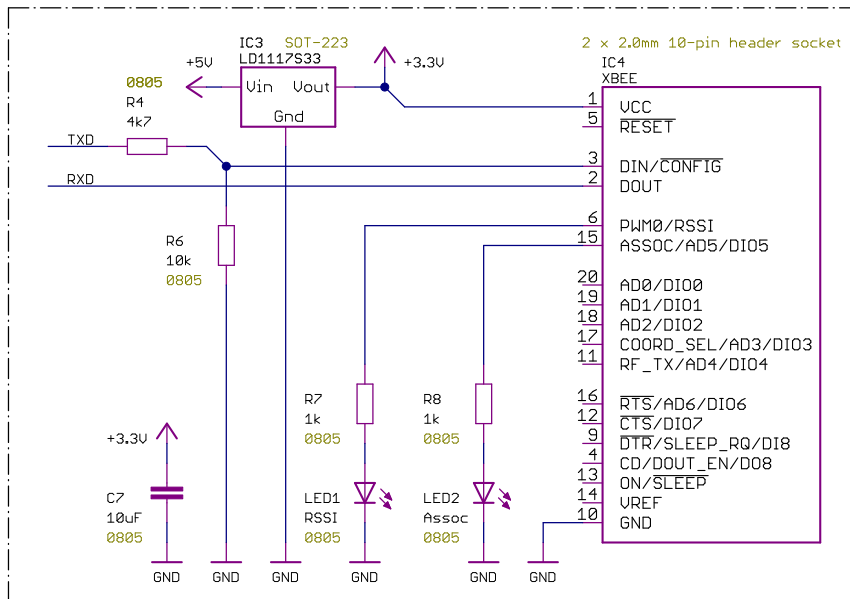 IC3 SOT-223
LD1117S33
+5V
Vin Vout
Gnd
+3.3V
2 x 2.0mm 10-pin header socket
IC4
XBEE
0805
R4
4k7
TXD
RXD
R6
10k
0805
1 VCC
5 RESET
3 DIN/CONFIG
2 DOUT
6 PWM0/RSSI
15 ASSOC/AD5/DIO5
20 AD0/DIO0
19 AD1/DIO1
18 AD2/DIO2
17 COORD_SEL/AD3/DIO3
11 RF_TX/AD4/DIO4
16 RTS/AD6/DIO6
12 CTS/DIO7
9 DTR/SLEEP_RQ/DI8
4 CD/DOUT_EN/DO8
13 ON/SLEEP
14 VREF
10 GND
R7
1k
0805
R8
1k
0805
+3.3V
C7
10uF
0805
LED1
RSSI
0805
LED2
Assoc
0805
GND GND GND GND GND GND